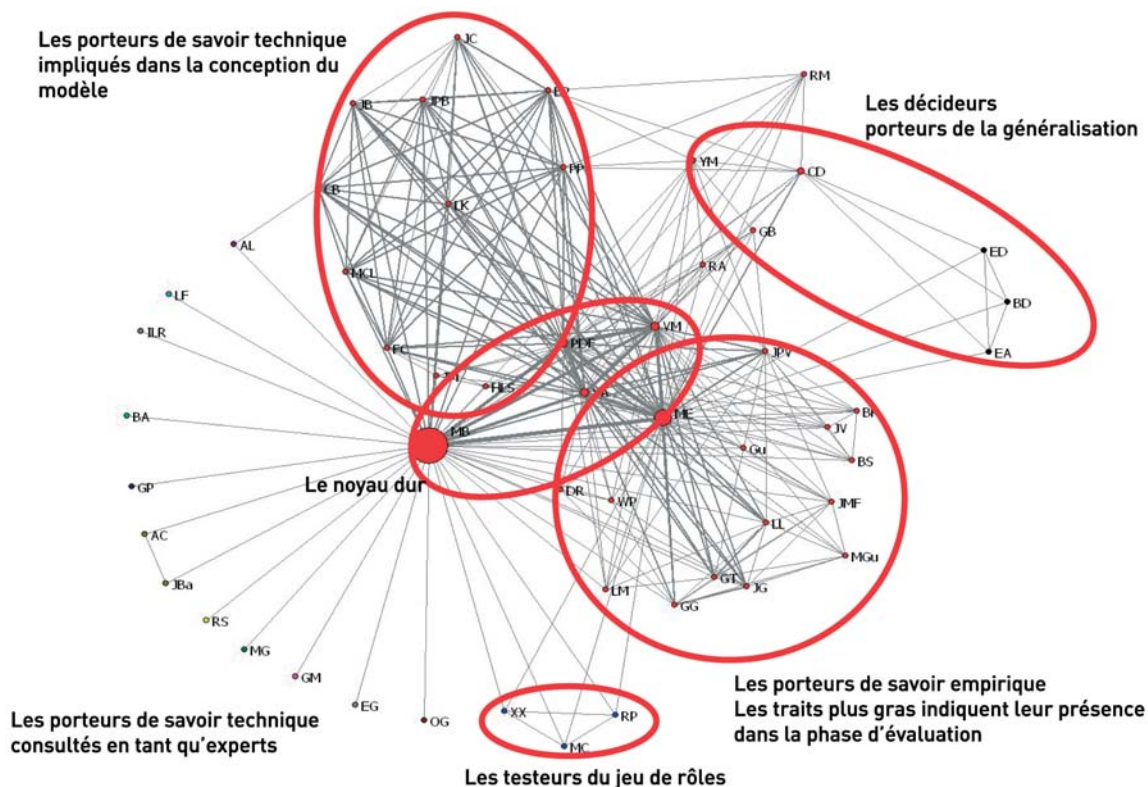 Les porteurs de savoir technique
impliqués dans la conception du
modèle
JC
RM
JB
JPB
Les décideurs
porteurs de la généralisation
YM
PP
CD
LK
GB
AL
MCL
RA
ED
LF
BD
ILR
VM
PDF
JPV
EA
FC
HLS
BA
ME
MB
JV
Gu
BS
GP
Le noyau dur
DR
WP
JMF
LL
AC
MGu
JBa
GT
JG
LM
GG
RS
MG
GM
EG
OG
XX
RP
MC
Les porteurs de savoir technique
consultés en tant qu’experts
Les porteurs de savoir empirique
Les traits plus gras indiquent leur présence
dans la phase d’évaluation
Les testeurs du jeu de rôles